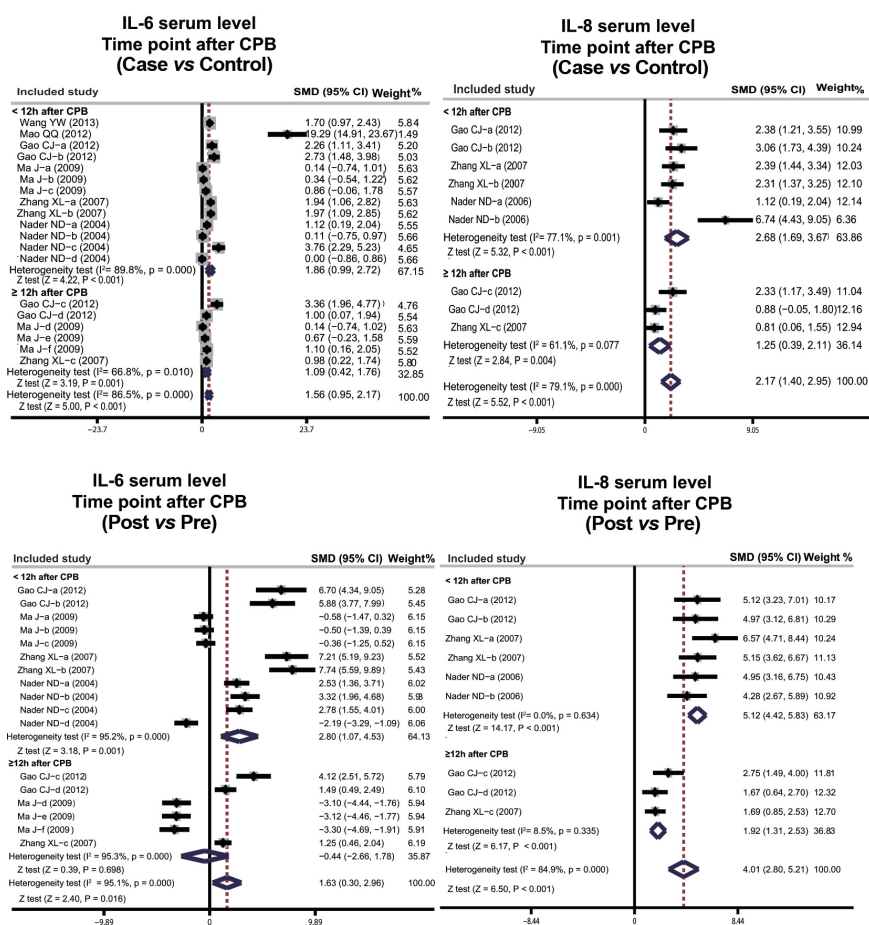 IL-6 serum level
Time point after CPB
(Case vs Control)
Included study SMD (95% CI) Weight%
< 12h after CPB
Wang YW (2013) 1.70 (0.97, 2.43) 5.84
Mao QQ (2012) 19.29 (14.91, 23.67) 1.49
Gao CJ-a (2012) 2.26 (1.11, 3.41) 5.20
Gao CJ-b (2012) 2.73 (1.48, 3.98) 5.03
Ma J-a (2009) 0.14 (-0.74, 1.01) 5.63
Ma J-b (2009) 0.34 (-0.54, 1.22) 5.62
Ma J-c (2009) 0.86 (-0.06, 1.78 5.57
Zhang XL-a (2007) 1.94 (1.06, 2.82) 5.63
Zhang XL-b (2007) 1.97 (1.09, 2.85) 5.62
Nader ND-a (2004) 1.12 (0.19, 2.04) 5.55
Nader ND-b (2004) 0.11 (-0.75, 0.97) 5.66
Nader ND-c (2004) 3.76 (2.29, 5.23) 4.65
Nader ND-d (2004) 0.00 (-0.86, 0.86) 5.66
Heterogeneity test (I²= 89.8%, p = 0.000) 1.86 (0.99, 2.72) 67.15
Z test (Z = 4.22, P < 0.001)
≥ 12h after CPB
Gao CJ-c (2012) 3.36 (1.96, 4.77) 4.76
Gao CJ-d (2012) 1.00 (0.07, 1.94) 5.54
Ma J-d (2009) 0.14 (-0.74, 1.02) 5.63
Ma J-e (2009) 0.67 (-0.23, 1.58 5.59
Ma J-f (2009) 1.10 (0.16, 2.05) 5.52
Zhang XL-c (2007) 0.98 (0.22, 1.74) 5.80
Heterogeneity test (I²= 66.8%, p = 0.010) 1.09 (0.42, 1.76) 32.85
Z test (Z = 3.19, P = 0.001)
Heterogeneity test (I²= 86.5%, p = 0.000) 1.56 (0.95, 2.17) 100.00
Z test (Z = 5.00, P < 0.001)
-23.7 0 23.7
IL-8 serum level
Time point after CPB
(Case vs Control)
Included study SMD (95% CI) Weight%
<12h after CPB
Gao CJ-a (2012) 2.38 (1.21, 3.55) 10.99
Gao CJ-b (2012) 3.06 (1.73, 4.39) 10.24
Zhang XL-a (2007 2.39 (1.44, 3.34) 12.03
Zhang XL-b (2007 2.31 (1.37, 3.25) 12.10
Nader ND-a (2006) 1.12 (0.19, 2.04) 12.14
Nader ND-b (2006) 6.74 (4.43, 9.05) 6.36
Heterogeneity test (I²= 77.1%, p = 0.001) 2.68 (1.69, 3.67) 63.86
Z test (Z = 5.32, P < 0.001)
≥ 12h after CPB
Gao CJ-c (2012) 2.33 (1.17, 3.49) 11.04
Gao CJ-d (2012) 0.88 (-0.05, 1.80) 12.16
Zhang XL-c (2007 0.81 (0.06, 1.55) 12.94
Heterogeneity test (I²= 61.1%, p = 0.077 1.25 (0.39, 2.11) 36.14
Z test (Z = 2.84, P = 0.004)
Heterogeneity test (I²= 79.1%, p = 0.000) 2.17 (1.40, 2.95) 100.00
Z test (Z = 5.52, P < 0.001)
-9.05 0 9.05
IL-6 serum level
Time point after CPB
(Post vs Pre)
Included study SMD (95% CI) Weight%
< 12h after CPB
Gao CJ-a (2012) 6.70 (4.34, 9.05) 5.28
Gao CJ-b (2012) 5.88 (3.77, 7.99) 5.45
Ma J-a (2009) -0.58 (-1.47, 0.32) 6.15
Ma J-b (2009) -0.50 (-1.39, 0.39 6.15
Ma J-c (2009) -0.36 (-1.25, 0.52) 6.15
Zhang XL-a (2007) 7.21 (5.19, 9.23) 5.52
Zhang XL-b (2007) 7.74 (5.59, 9.89) 5.43
Nader ND-a (2004) 2.53 (1.36, 3.71) 6.02
Nader ND-b (2004) 3.32 (1.96, 4.68) 5.93
Nader ND-c (2004) 2.78 (1.55, 4.01) 6.00
Nader ND-d (2004) -2.19 (-3.29, -1.09) 6.06
Heterogeneity test (I² = 95.2%, p = 0.000) 2.80 (1.07, 4.53) 64.13
Z test (Z = 3.18, P = 0.001)
≥12h after CPB
Gao CJ-c (2012) 4.12 (2.51, 5.72) 5.79
Gao CJ-d (2012) 1.49 (0.49, 2.49) 6.10
Ma J-d (2009) -3.10 (-4.44, -1.76) 5.94
Ma J-e (2009) -3.12 (-4.46, -1.77) 5.94
Ma J-f (2009) -3.30 (-4.69, -1.91) 5.91
Zhang XL-c (2007) 1.25 (0.46, 2.04) 6.19
Heterogeneity test (I² = 95.3%, p = 0.000) -0.44 (-2.66, 1.78) 35.87
Z test (Z = 0.39, P = 0.698)
Heterogeneity test (I² = 95.1%, p = 0.000) 1.63 (0.30, 2.96) 100.00
Z test (Z = 2.40, P = 0.016)
-9.89 0 9.89
IL-8 serum level
Time point after CPB
(Post vs Pre)
Included study SMD (95% CI) Weight %
< 12h after CPB
Gao CJ-a (2012) 5.12 (3.23, 7.01) 10.17
Gao CJ-b (2012) 4.97 (3.12, 6.81) 10.29
Zhang XL-a (2007) 6.57 (4.71, 8.44) 10.24
Zhang XL-b (2007) 5.15 (3.62, 6.67) 11.13
Nader ND-a (2006) 4.95 (3.16, 6.75) 10.43
Nader ND-b (2006) 4.28 (2.67, 5.89) 10.92
Heterogeneity test (I²= 0.0%, p = 0.634) 5.12 (4.42, 5.83) 63.17
Z test (Z = 14.17, P < 0.001)
≥12h after CPB
Gao CJ-c (2012) 2.75 (1.49, 4.00) 11.81
Gao CJ-d (2012) 1.67 (0.64, 2.70) 12.32
Zhang XL-c (2007) 1.69 (0.85, 2.53) 12.70
Heterogeneity test (I²= 8.5%, p = 0.335) 1.92 (1.31, 2.53) 36.83
Z test (Z = 6.17, P < 0.001)
Heterogeneity test (I² = 84.9%, p = 0.000) 4.01 (2.80, 5.21) 100.00
Z test (Z = 6.50, P < 0.001)
-8.44 0 8.44